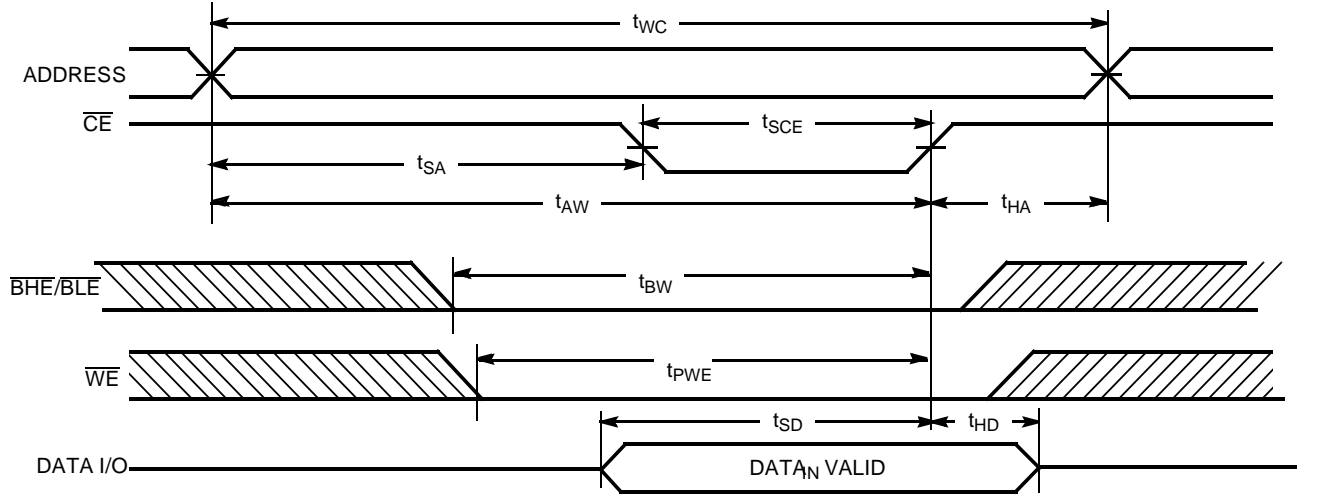 tWC
ADDRESS
CE
tSCE
tSA
tAW
tHA
BHE/BLE
tBW
WE
tPWE
tSD
tHD
DATA I/O
DATAIN VALID